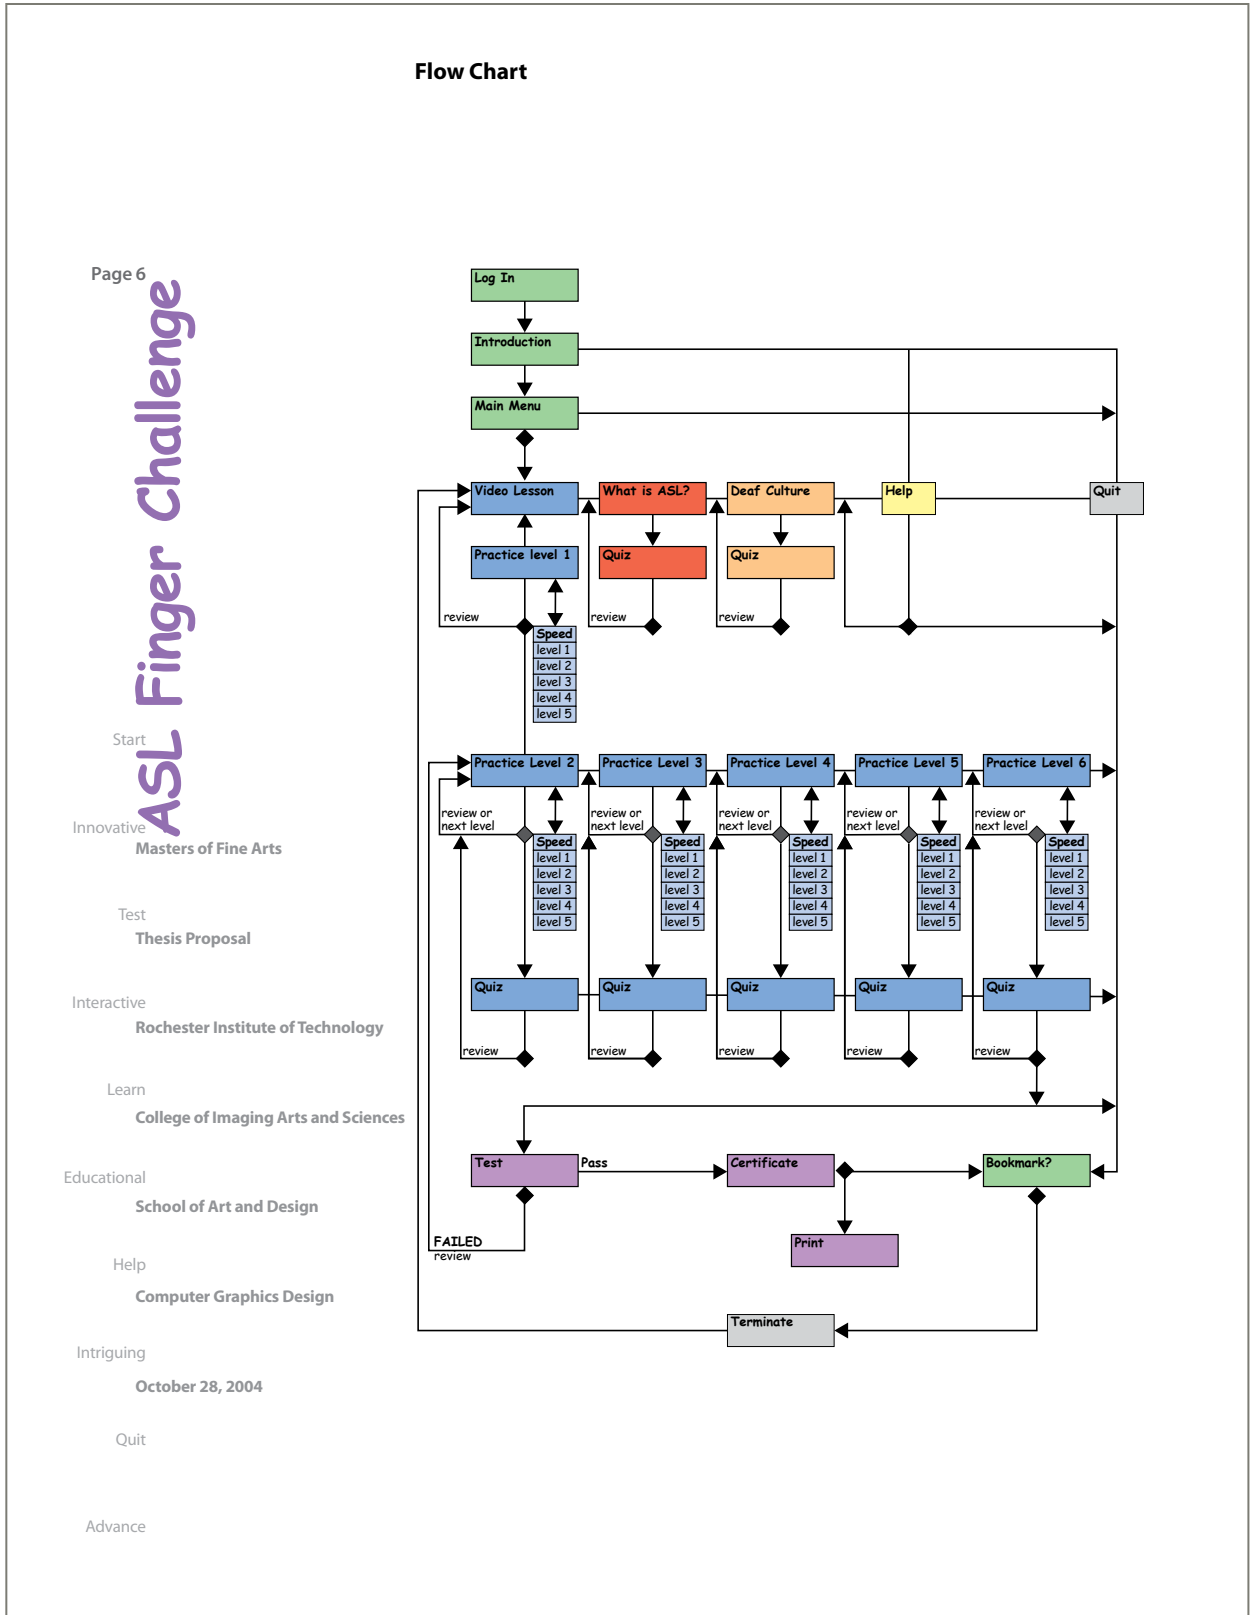 Flow Chart
Page 6
ASL Finger Challenge
Start
Innovative
Masters of Fine Arts
Test
Thesis Proposal
Interactive
Rochester Institute of Technology
Learn
College of Imaging Arts and Sciences
Educational
School of Art and Design
Help
Computer Graphics Design
Intriguing
October 28, 2004
Quit
Advance
Log In
Introduction
Main Menu
Video Lesson
What is ASL?
Deaf Culture
Help
Quit
Practice level 1
Quiz
Quiz
review
review
review
Speed
level 1
level 2
level 3
level 4
level 5
Practice Level 2
Practice Level 3
Practice Level 4
Practice Level 5
Practice Level 6
review or
next level
review or
next level
review or
next level
review or
next level
review or
next level
Speed
level 1
level 2
level 3
level 4
level 5
Speed
level 1
level 2
level 3
level 4
level 5
Speed
level 1
level 2
level 3
level 4
level 5
Speed
level 1
level 2
level 3
level 4
level 5
Speed
level 1
level 2
level 3
level 4
level 5
Quiz
Quiz
Quiz
Quiz
Quiz
review
review
review
review
review
Test
Pass
Certificate
Bookmark?
FAILED
review
Print
Terminate